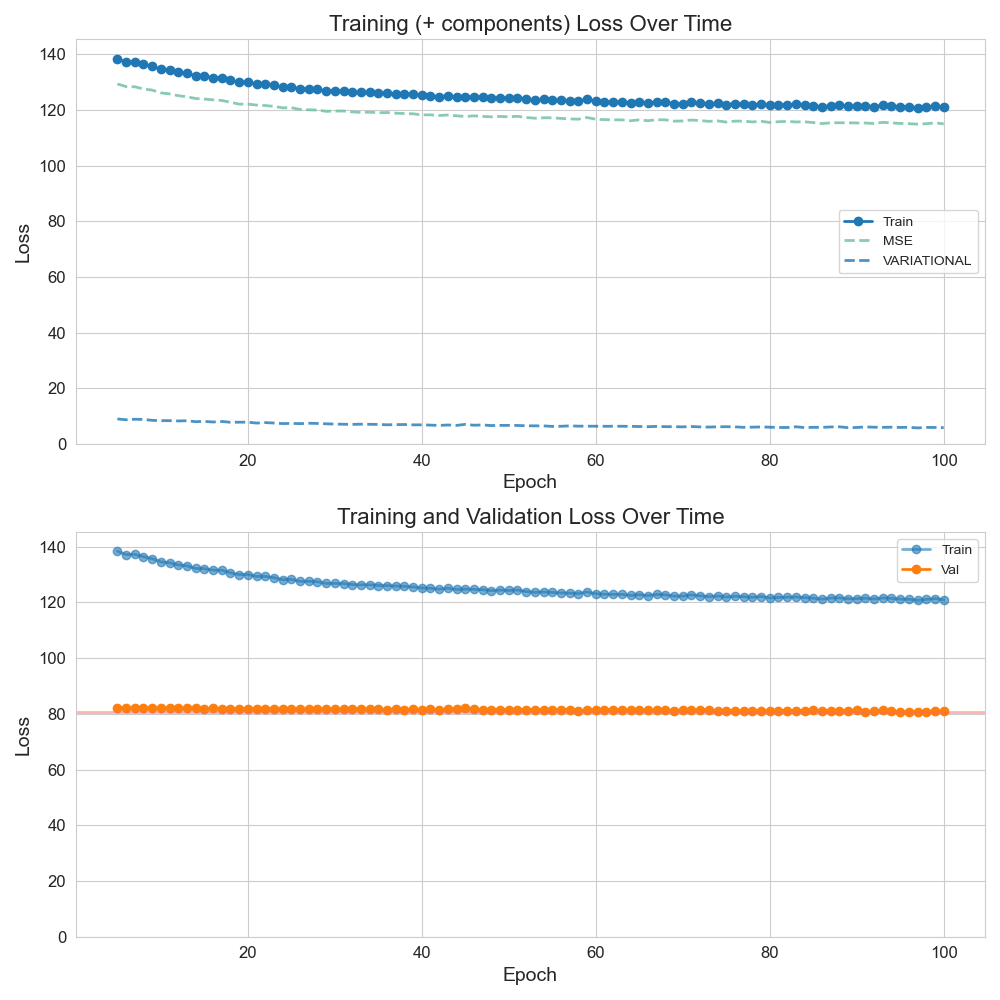 Training (+ components) Loss Over Time
140
120
100
80
60
40
20
0
Loss
Train
MSE
VARIATIONAL
20 40 60 80 100
Epoch
Training and Validation Loss Over Time
140
120
100
80
60
40
20
0
Loss
Train
Val
20 40 60 80 100
Epoch